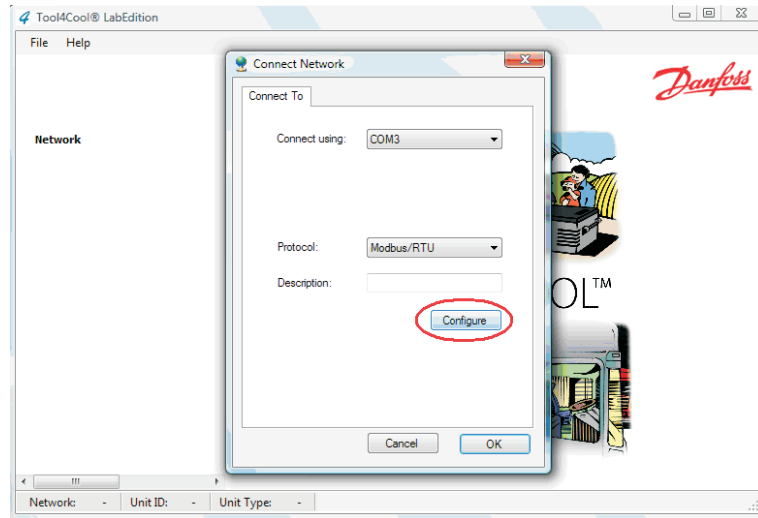 Tool4Cool® LabEdition
File Help
Connect Network
Danfoss
Connect To
Network
Connect using: COM3
Protocol: Modbus/RTU
Description:
OL™
Configure
Cancel OK
Network: - Unit ID: - Unit Type: -